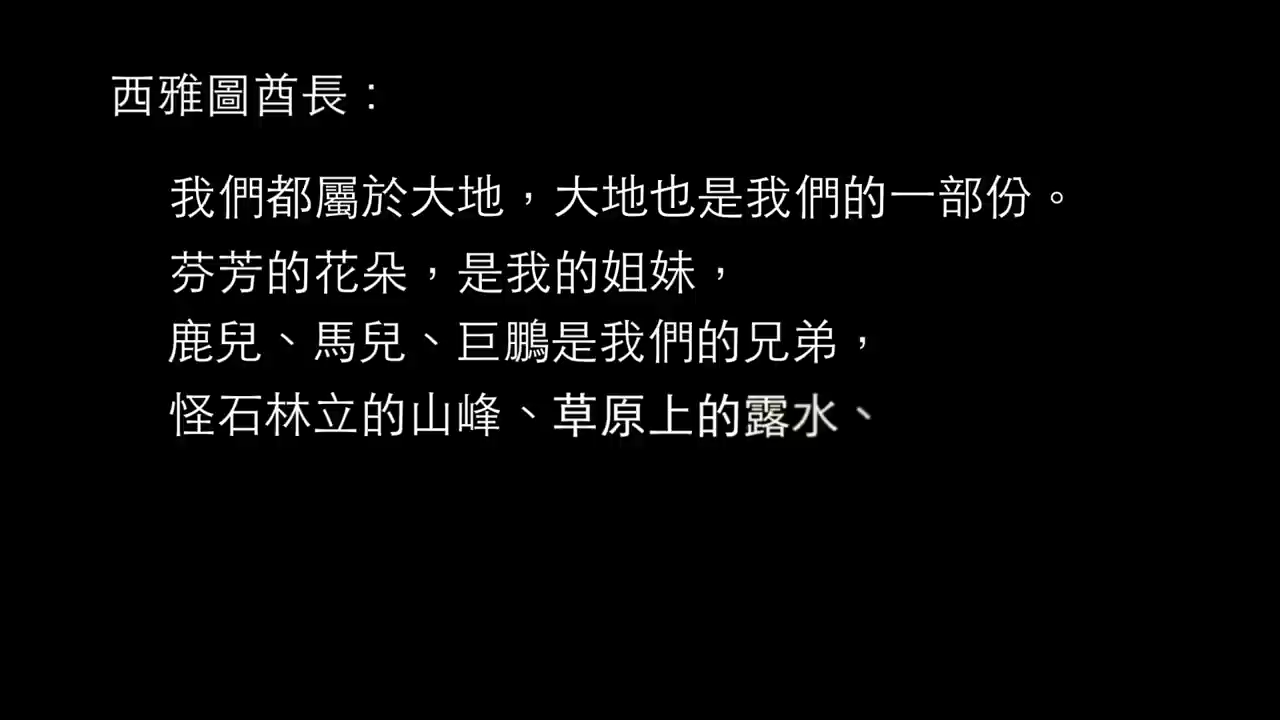 西雅圖酋長：
我們都屬於大地，大地也是我們的一部份。
芬芳的花朵，是我的姐妹，
鹿兒、馬兒、巨鵬是我們的兄弟，
怪石林立的山峰、草原上的露水、